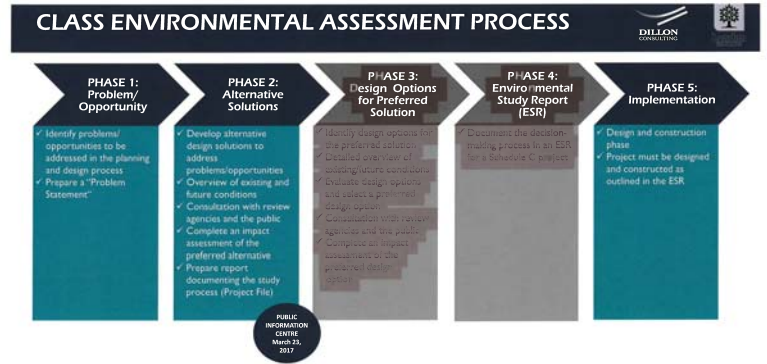 CLASS ENVIRONMENTAL ASSESSMENT PROCESS
DILLON
CONSULTING
PHASE 1:
Problem/
Opportunity
✓ Identify problems/
opportunities to be
addressed in the planning
and design process
✓ Prepare a "Problem
Statement"
PHASE 2:
Alternative
Solutions
✓ Develop alternative
design solutions to
address
problems/opportunities
✓ Overview of existing and
future conditions
✓ Consultation with review
agencies and the public
✓ Complete an impact
assessment of the
preferred alternative
✓ Prepare report
documenting the study
process (Project File)
PHASE 3:
Design Options
for Preferred
Solution
✓ Identify design options for
the preferred solution
✓ Detailed overview of
existing/future conditions
✓ Evaluate design options
and select a preferred
design option
✓ Consultation with review
agencies and the public
✓ Complete an impact
assessment of the
preferred design
option
PHASE 4:
Environmental
Study Report
(ESR)
✓ Document the decision-
making process in an ESR
for a Schedule C project
PHASE 5:
Implementation
✓ Design and construction
phase
✓ Project must be designed
and constructed as
outlined in the ESR
PUBLIC
INFORMATION
CENTRE
March 23,
2017